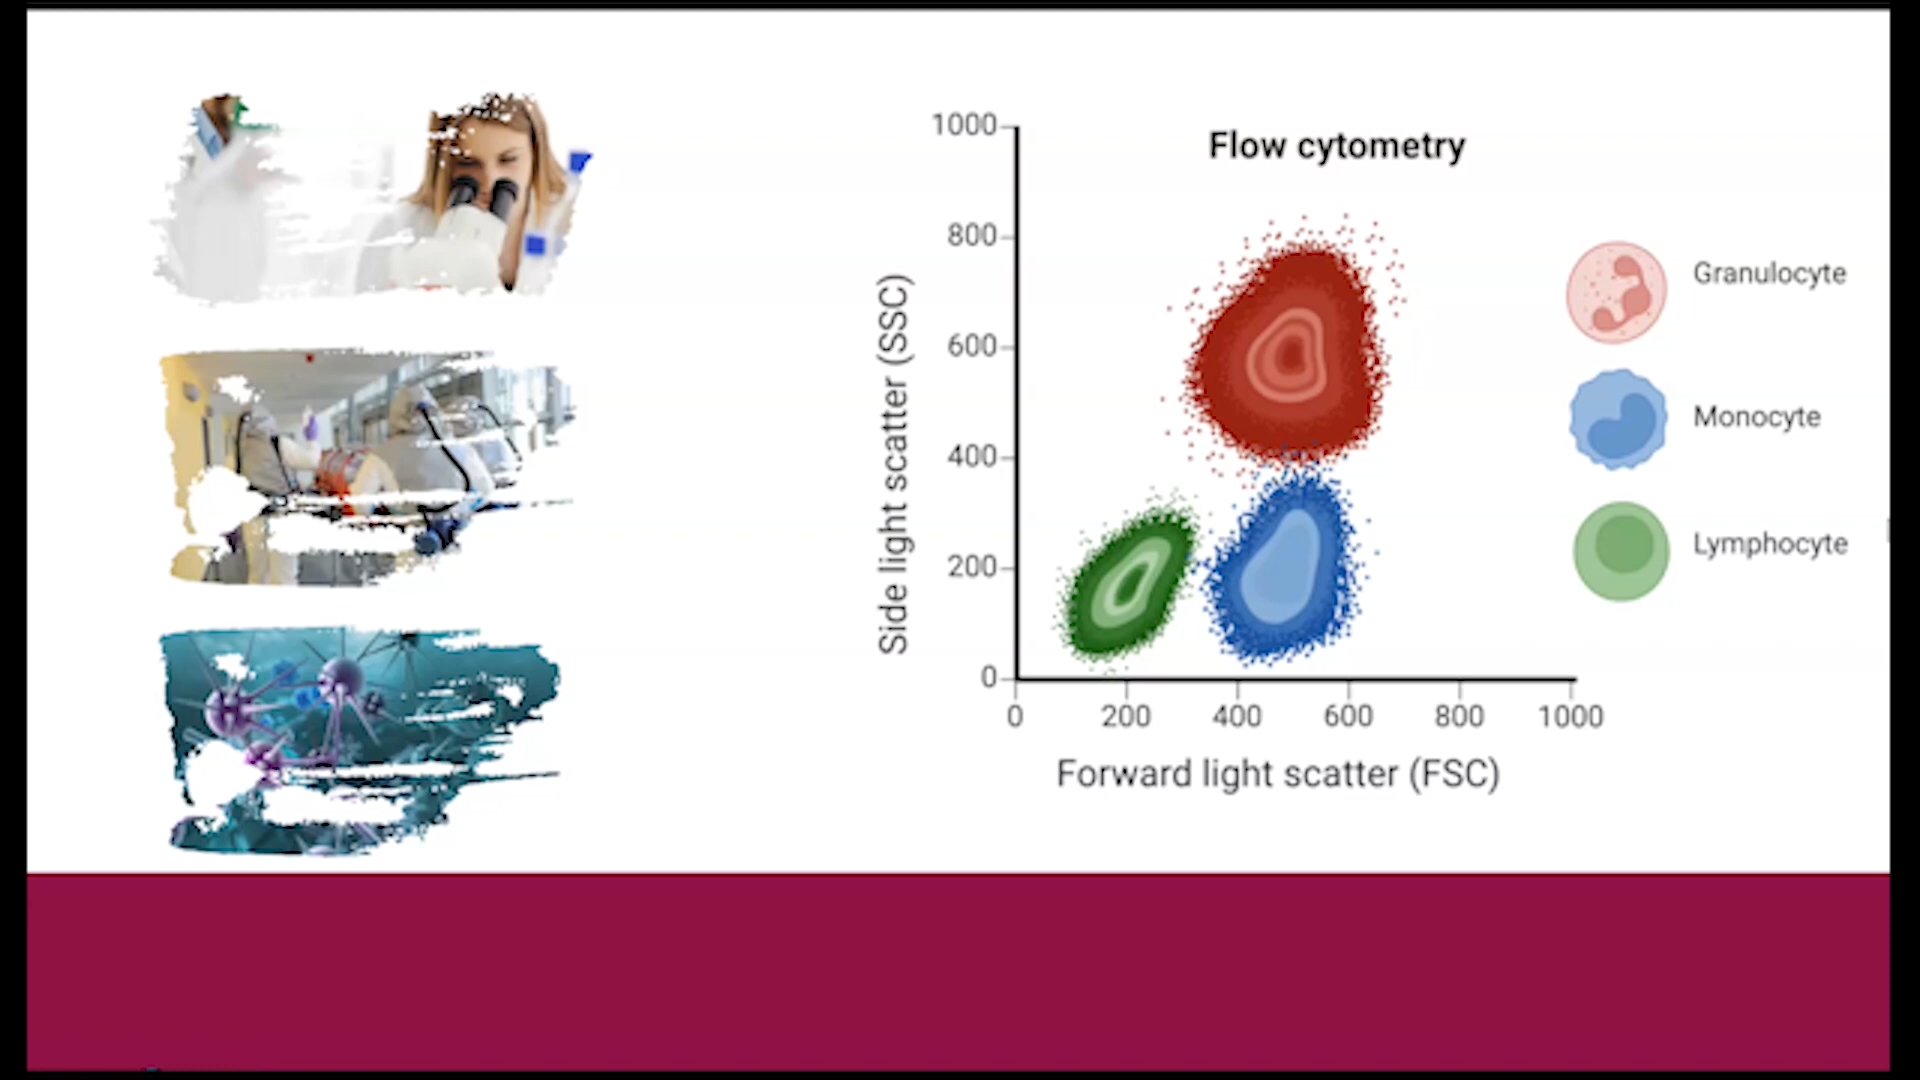 Flow cytometry
1000
800
600
400
200
0
Side light scatter (SSC)
0 200 400 600 800 1000
Forward light scatter (FSC)
Granulocyte
Monocyte
Lymphocyte